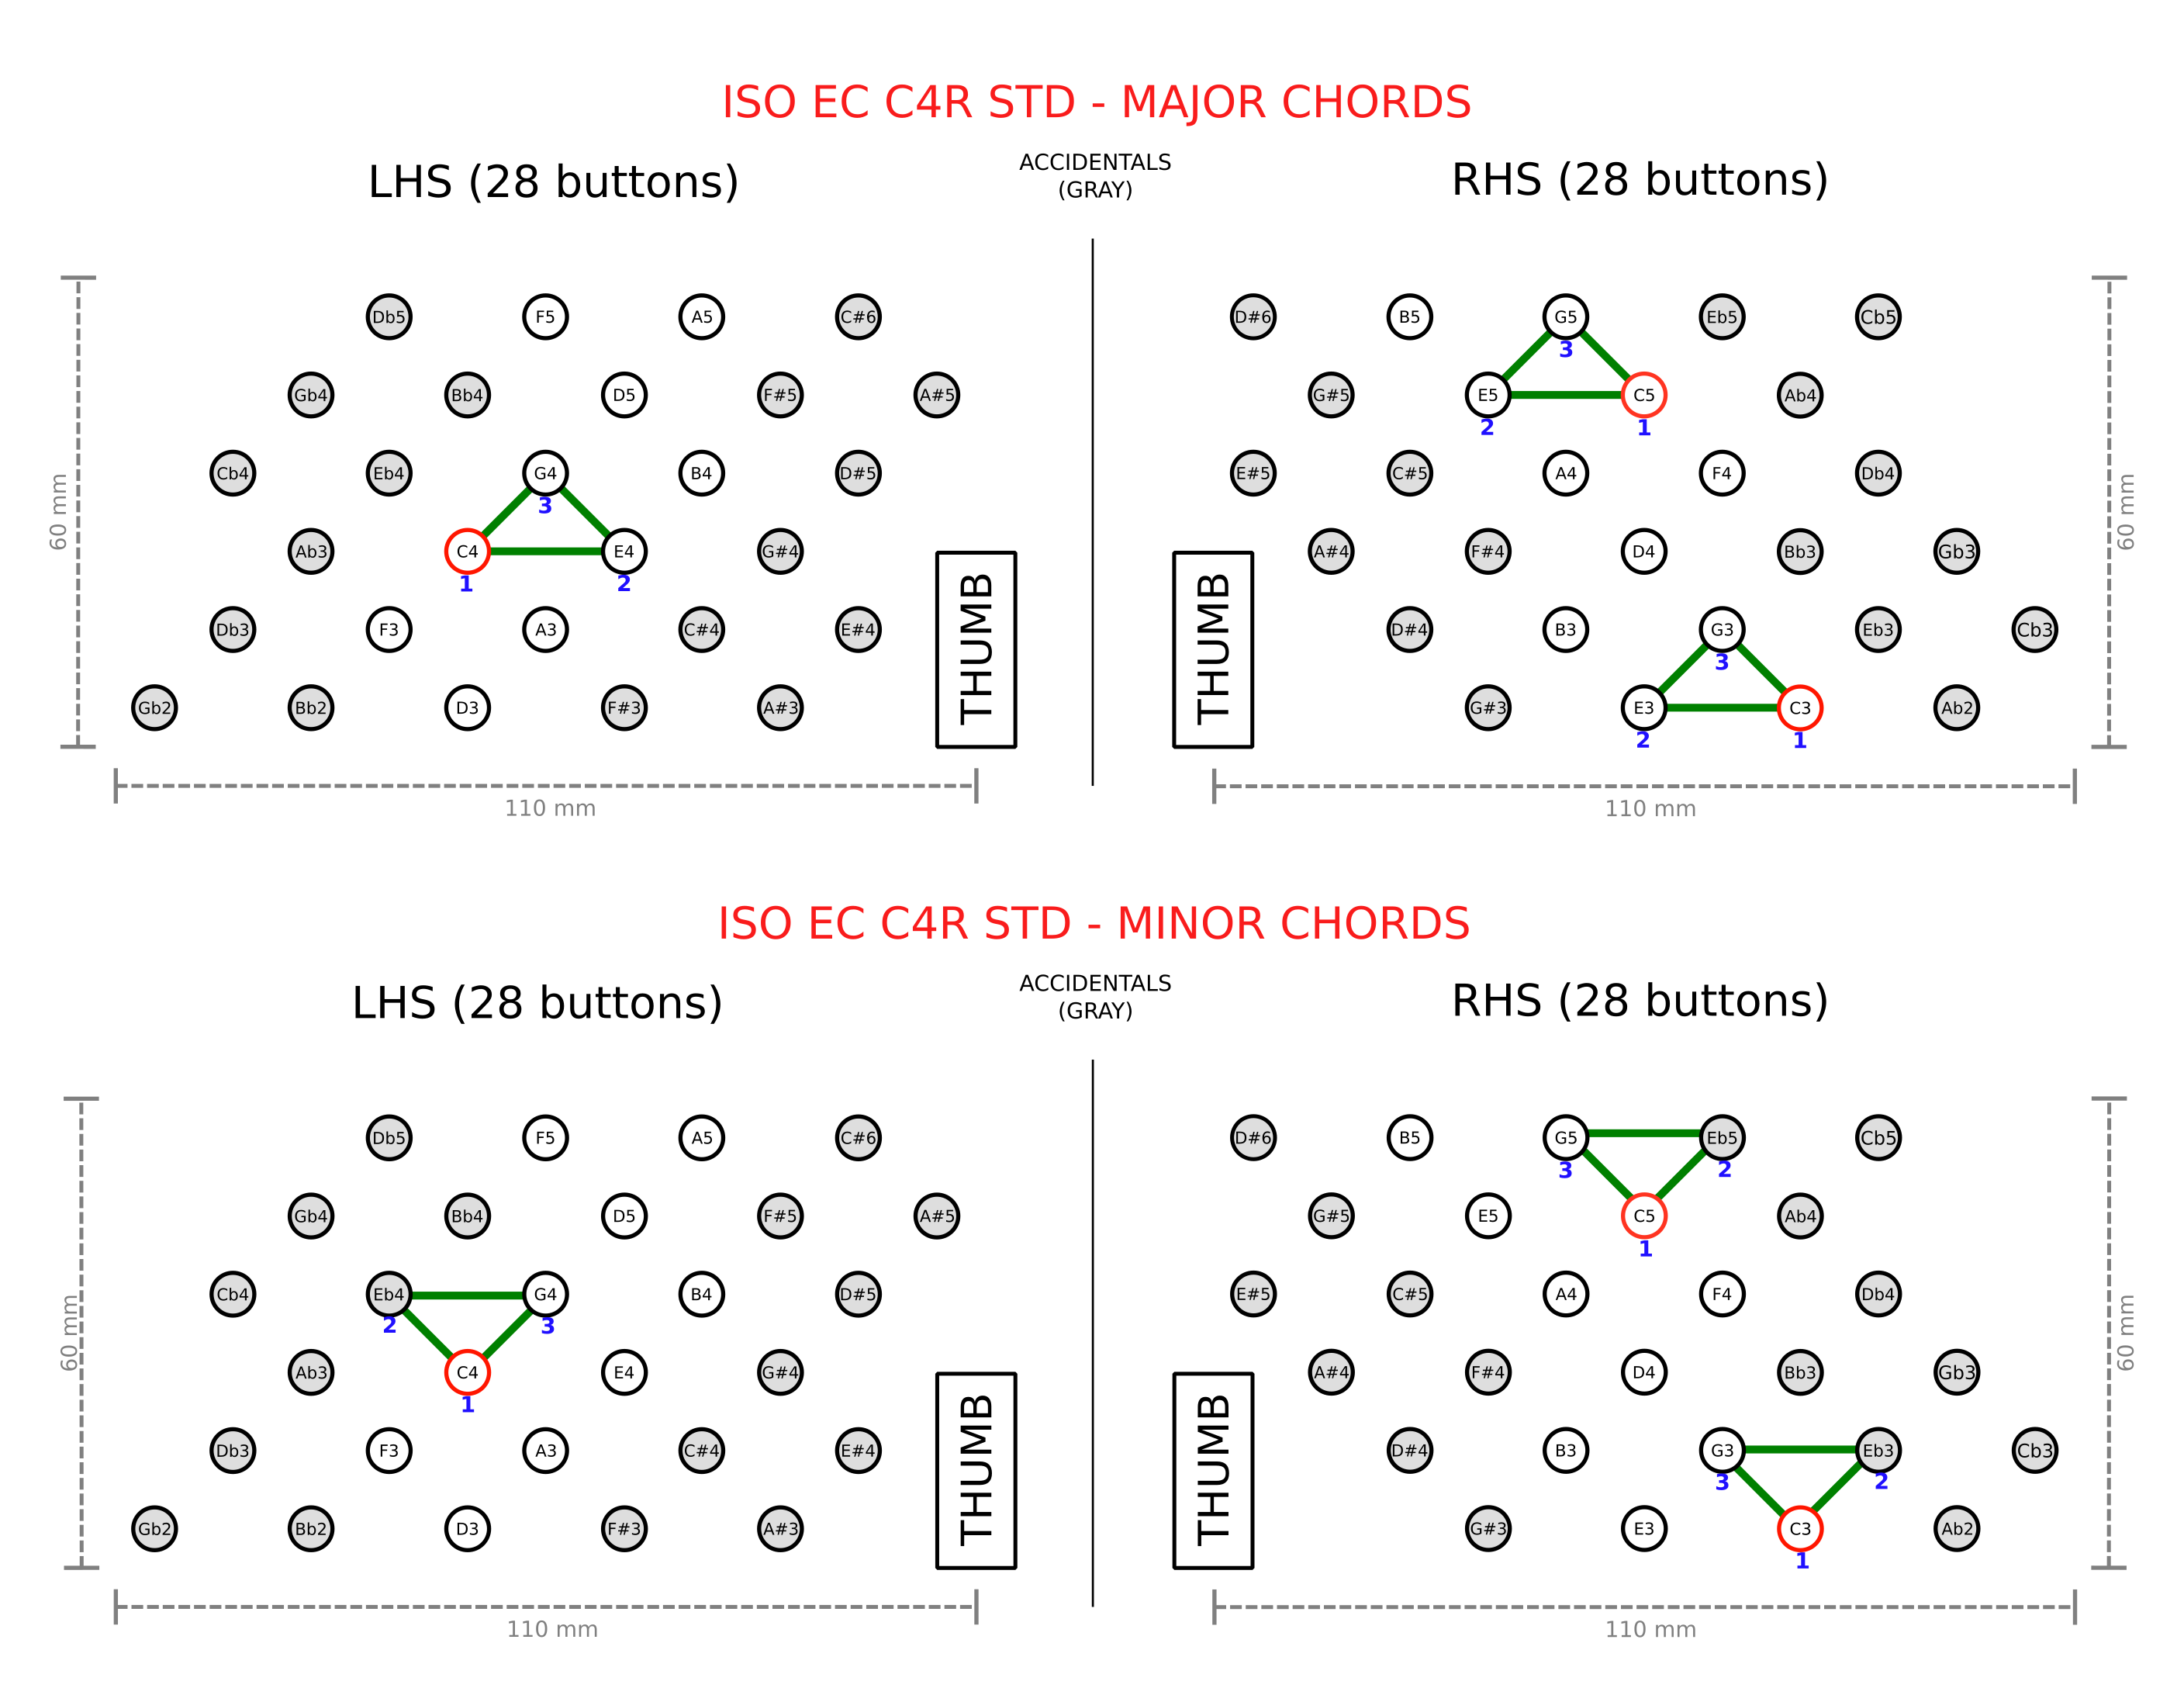 ISO EC C4R STD - MAJOR CHORDS
LHS (28 buttons)
ACCIDENTALS
(GRAY)
RHS (28 buttons)
Db5 F5 A5 C#6
D#6 B5 G5 Eb5 Cb5
3
Gb4 Bb4 D5 F#5 A#5
G#5 E5 C5 Ab4
2 1
Cb4 Eb4 G4 B4 D#5
E#5 C#5 A4 F4 Db4
3
60 mm
60 mm
Ab3 C4 E4 G#4
A#4 F#4 D4 Bb3 Gb3
1 2
THUMB
THUMB
Db3 F3 A3 C#4 E#4
D#4 B3 G3 Eb3 Cb3
3
Gb2 Bb2 D3 F#3 A#3
G#3 E3 C3 Ab2
2 1
110 mm
110 mm
ISO EC C4R STD - MINOR CHORDS
LHS (28 buttons)
ACCIDENTALS
(GRAY)
RHS (28 buttons)
Db5 F5 A5 C#6
D#6 B5 G5 Eb5 Cb5
3 2
Gb4 Bb4 D5 F#5 A#5
G#5 E5 C5 Ab4
1
Cb4 Eb4 G4 B4 D#5
E#5 C#5 A4 F4 Db4
2 3
60 mm
60 mm
Ab3 C4 E4 G#4
A#4 F#4 D4 Bb3 Gb3
1
THUMB
THUMB
Db3 F3 A3 C#4 E#4
D#4 B3 G3 Eb3 Cb3
3 2
Gb2 Bb2 D3 F#3 A#3
G#3 E3 C3 Ab2
1
110 mm
110 mm